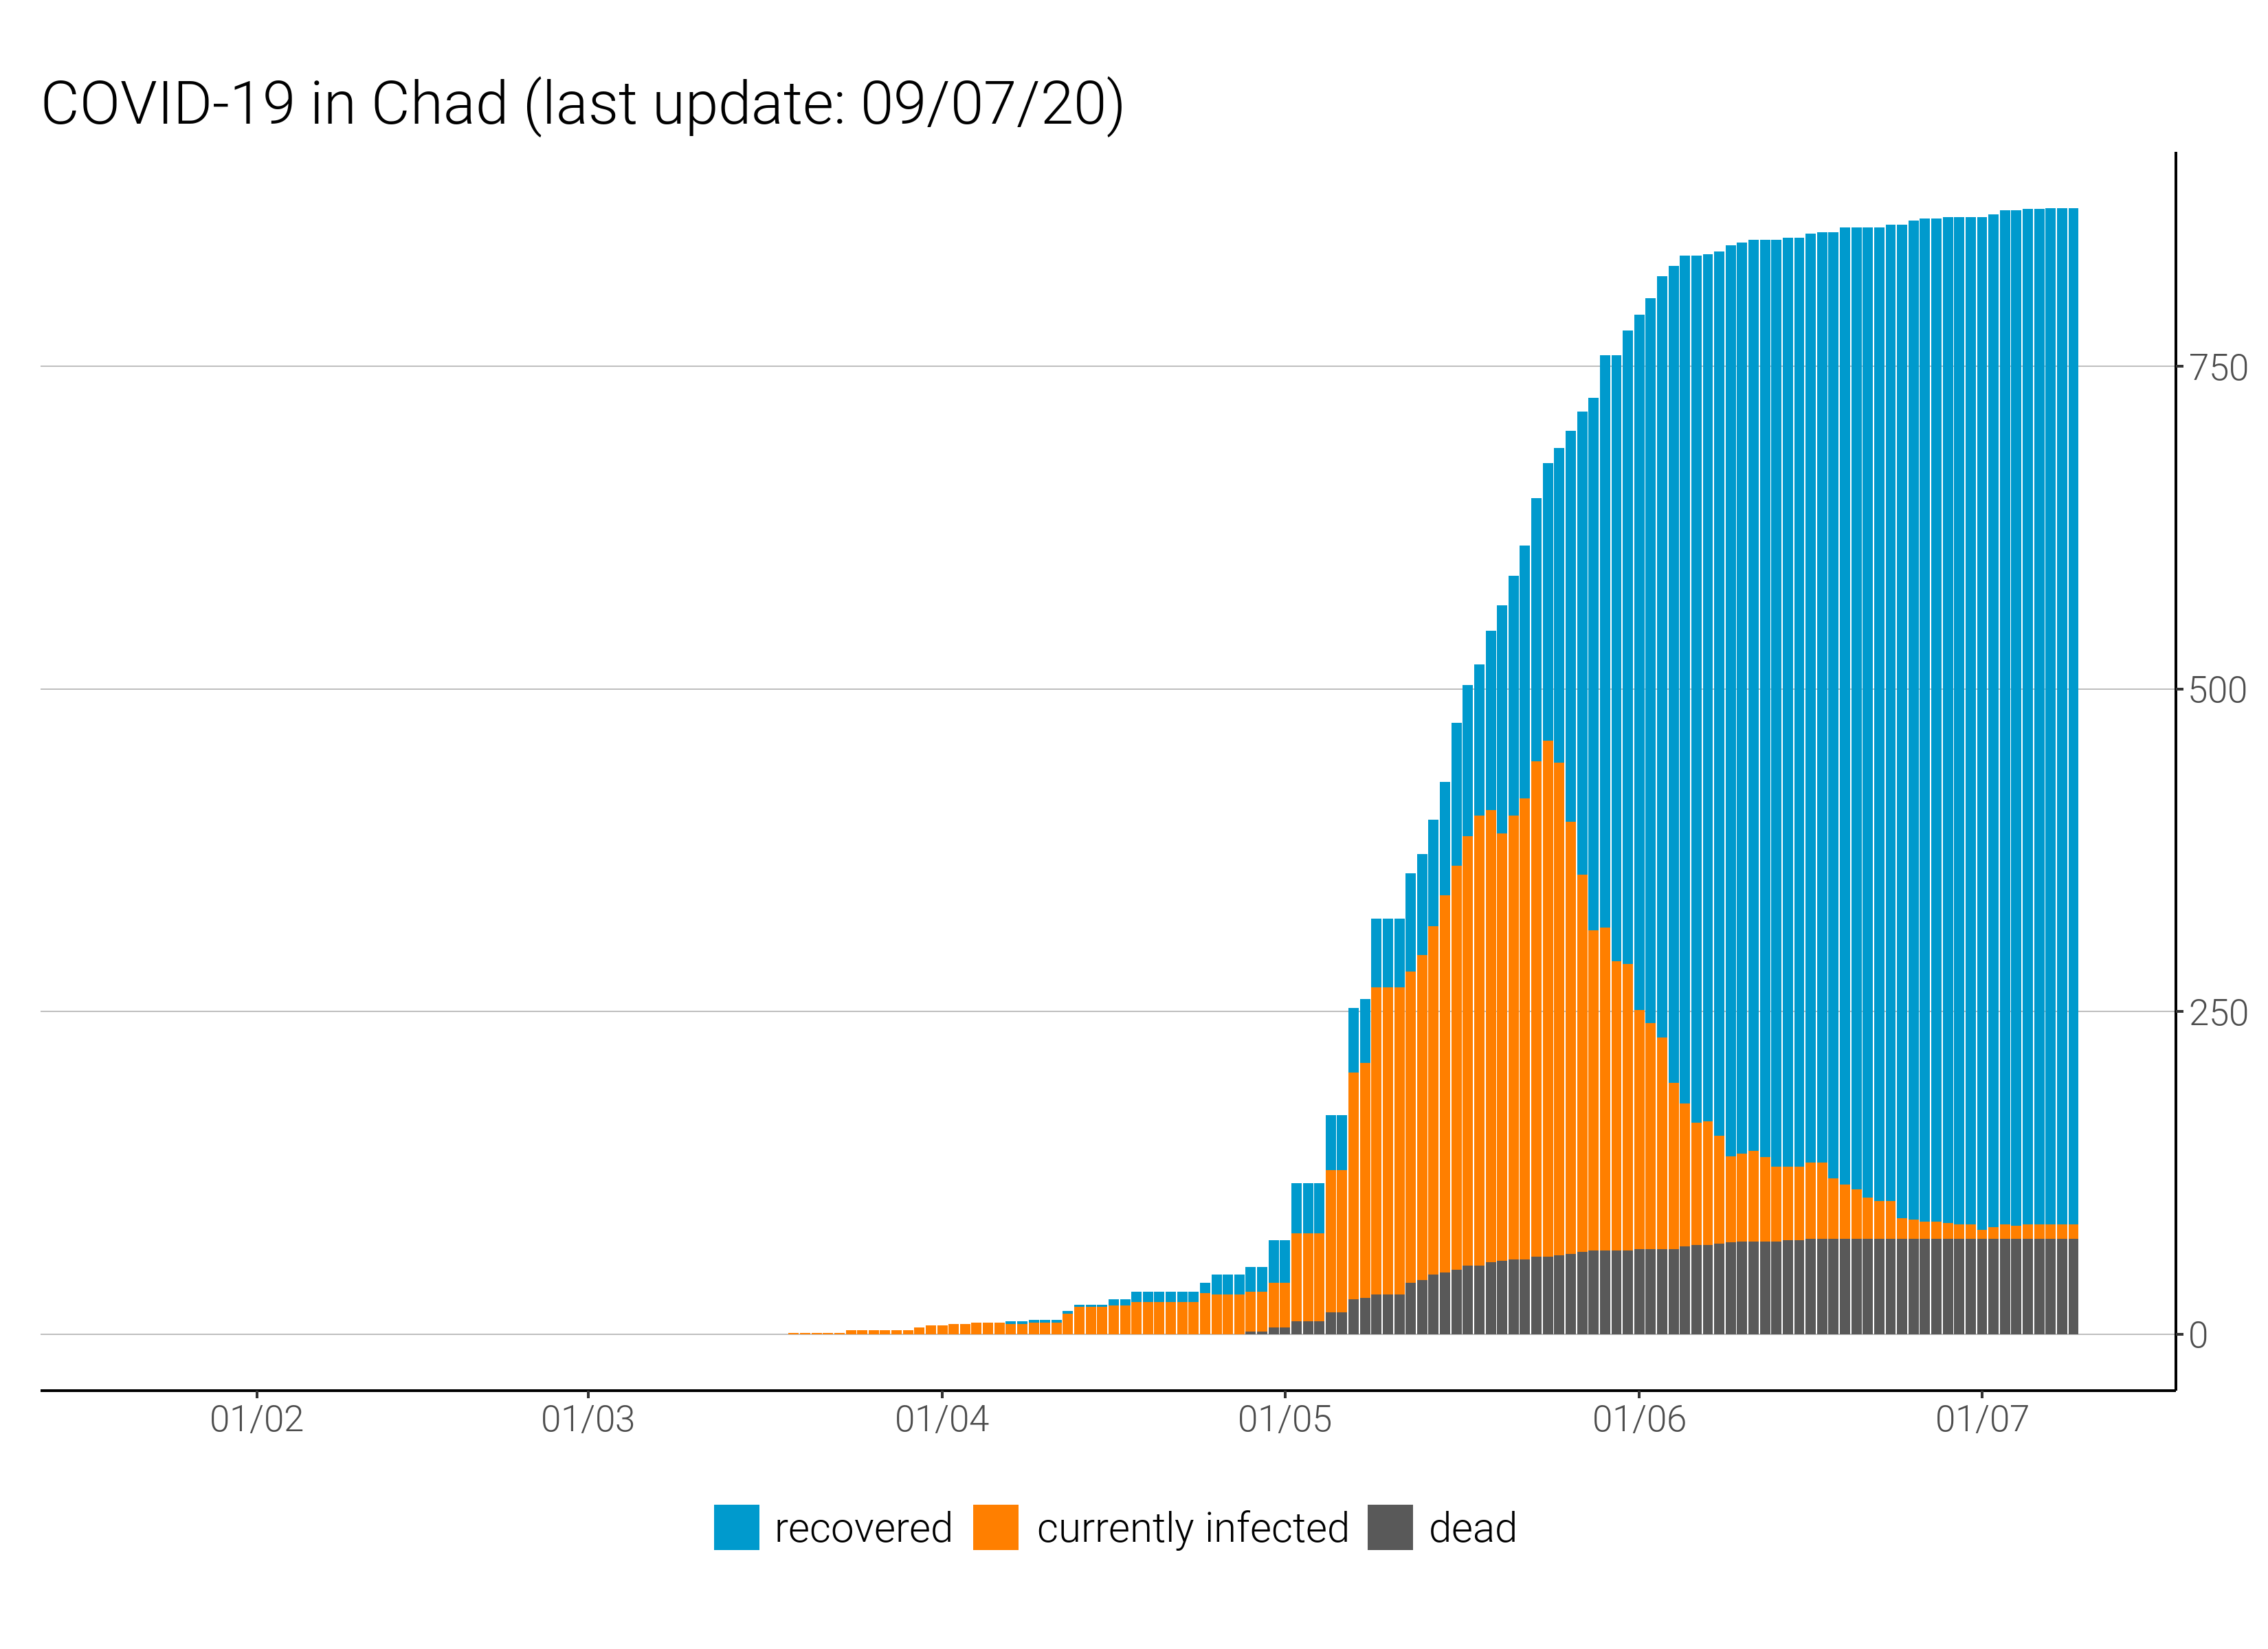 COVID-19 in Chad (last update: 09/07/20)
750
500
250
0
01/02 01/03 01/04 01/05 01/06 01/07
recovered currently infected dead